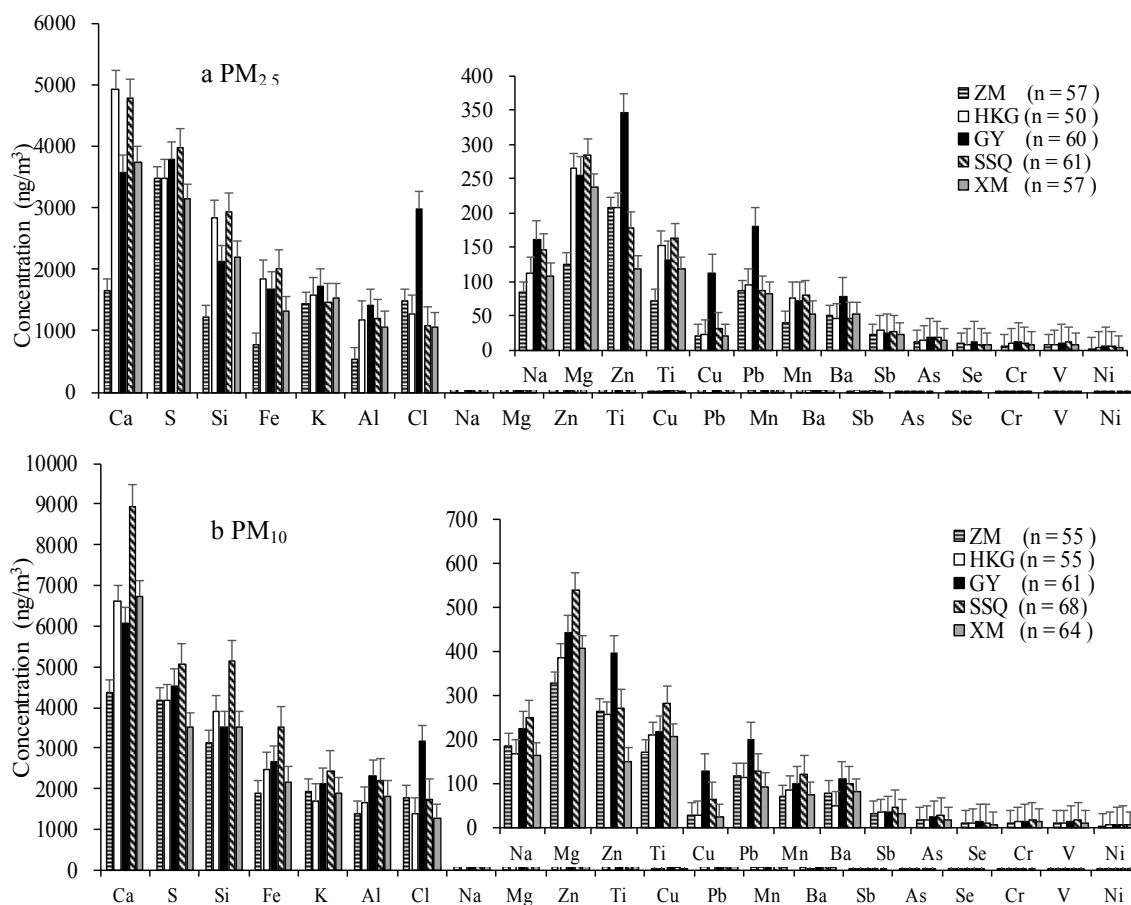 6000
5000
4000
3000
2000
1000
0
Concentration (ng/m³)
a PM₂.₅
400
350
300
250
200
150
100
50
0
ZM (n = 57 )
HKG (n = 50 )
GY (n = 60 )
SSQ (n = 61 )
XM (n = 57 )
Na Mg Zn Ti Cu Pb Mn Ba Sb As Se Cr V Ni
Ca S Si Fe K Al Cl Na Mg Zn Ti Cu Pb Mn Ba Sb As Se Cr V Ni
10000
9000
8000
7000
6000
5000
4000
3000
2000
1000
0
Concentration (ng/m³)
b PM₁₀
700
600
500
400
300
200
100
0
ZM (n = 55 )
HKG (n = 55 )
GY (n = 61 )
SSQ (n = 68 )
XM (n = 64 )
Na Mg Zn Ti Cu Pb Mn Ba Sb As Se Cr V Ni
Ca S Si Fe K Al Cl Na Mg Zn Ti Cu Pb Mn Ba Sb As Se Cr V Ni